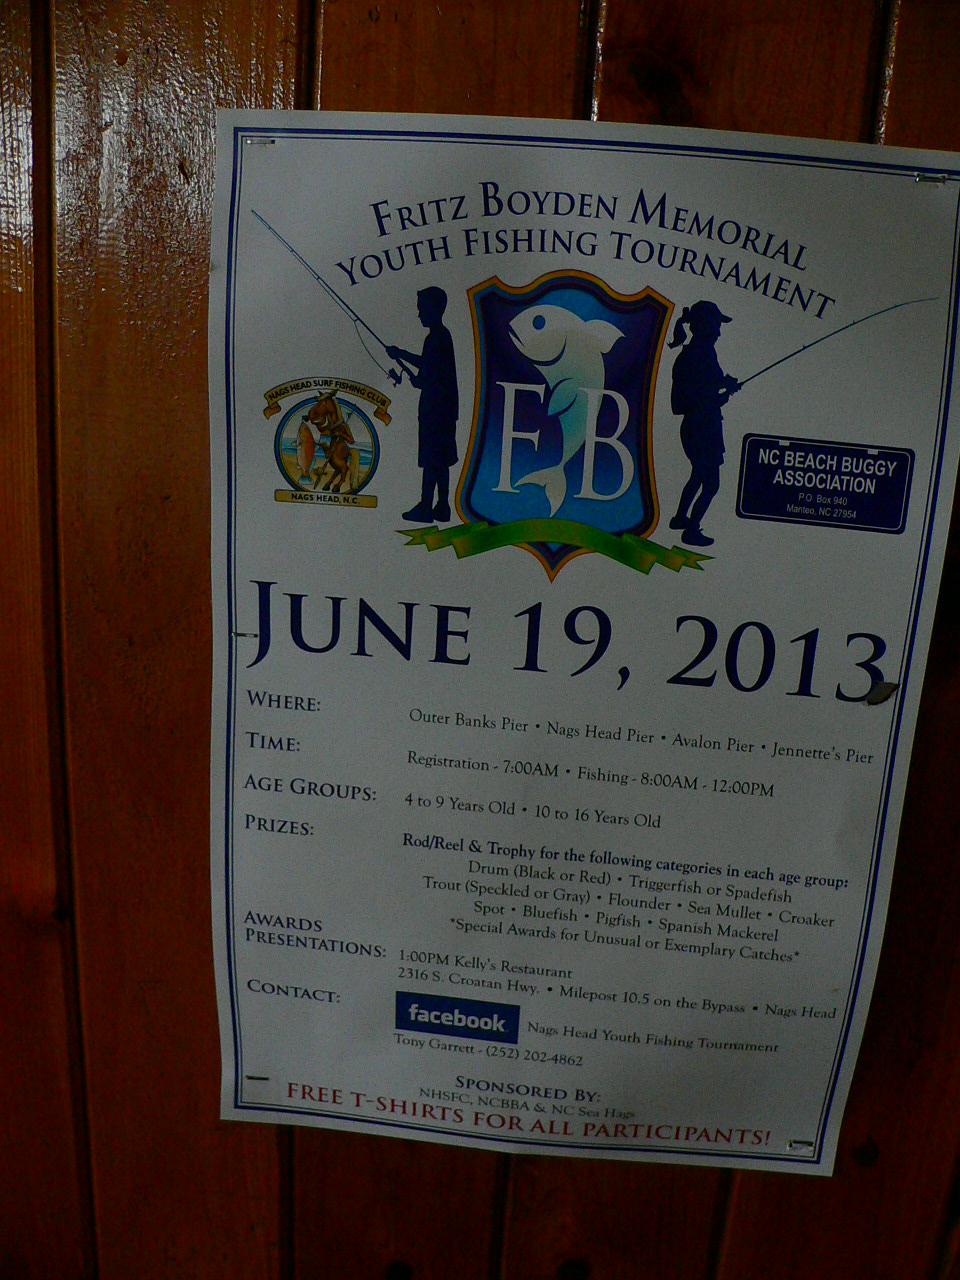 FRITZ BOYDEN MEMORIAL
YOUTH FISHING TOURNAMENT
NAGS HEAD SURF FISHING CLUB
NAGS HEAD, N.C.
FB
NC BEACH BUGGY
ASSOCIATION
P.O. Box 940
Manteo, NC 27954
JUNE 19, 2013
WHERE: Outer Banks Pier • Nags Head Pier • Avalon Pier • Jennette's Pier
TIME: Registration - 7:00AM • Fishing - 8:00AM - 12:00PM
AGE GROUPS: 4 to 9 Years Old • 10 to 16 Years Old
PRIZES: Rod/Reel & Trophy for the following categories in each age group:
Drum (Black or Red) • Triggerfish or Spadefish
Trout (Speckled or Gray) • Flounder • Sea Mullet • Croaker
Spot • Bluefish • Pigfish • Spanish Mackerel
*Special Awards for Unusual or Exemplary Catches*
AWARDS
PRESENTATIONS: 1:00PM Kelly's Restaurant
2316 S. Croatan Hwy. • Milepost 10.5 on the Bypass • Nags Head
CONTACT: facebook Nags Head Youth Fishing Tournament
Tony Garrett - (252) 202-4862
SPONSORED BY:
NHSFC, NCBBA & NC Sea Hags
FREE T-SHIRTS FOR ALL PARTICIPANTS!